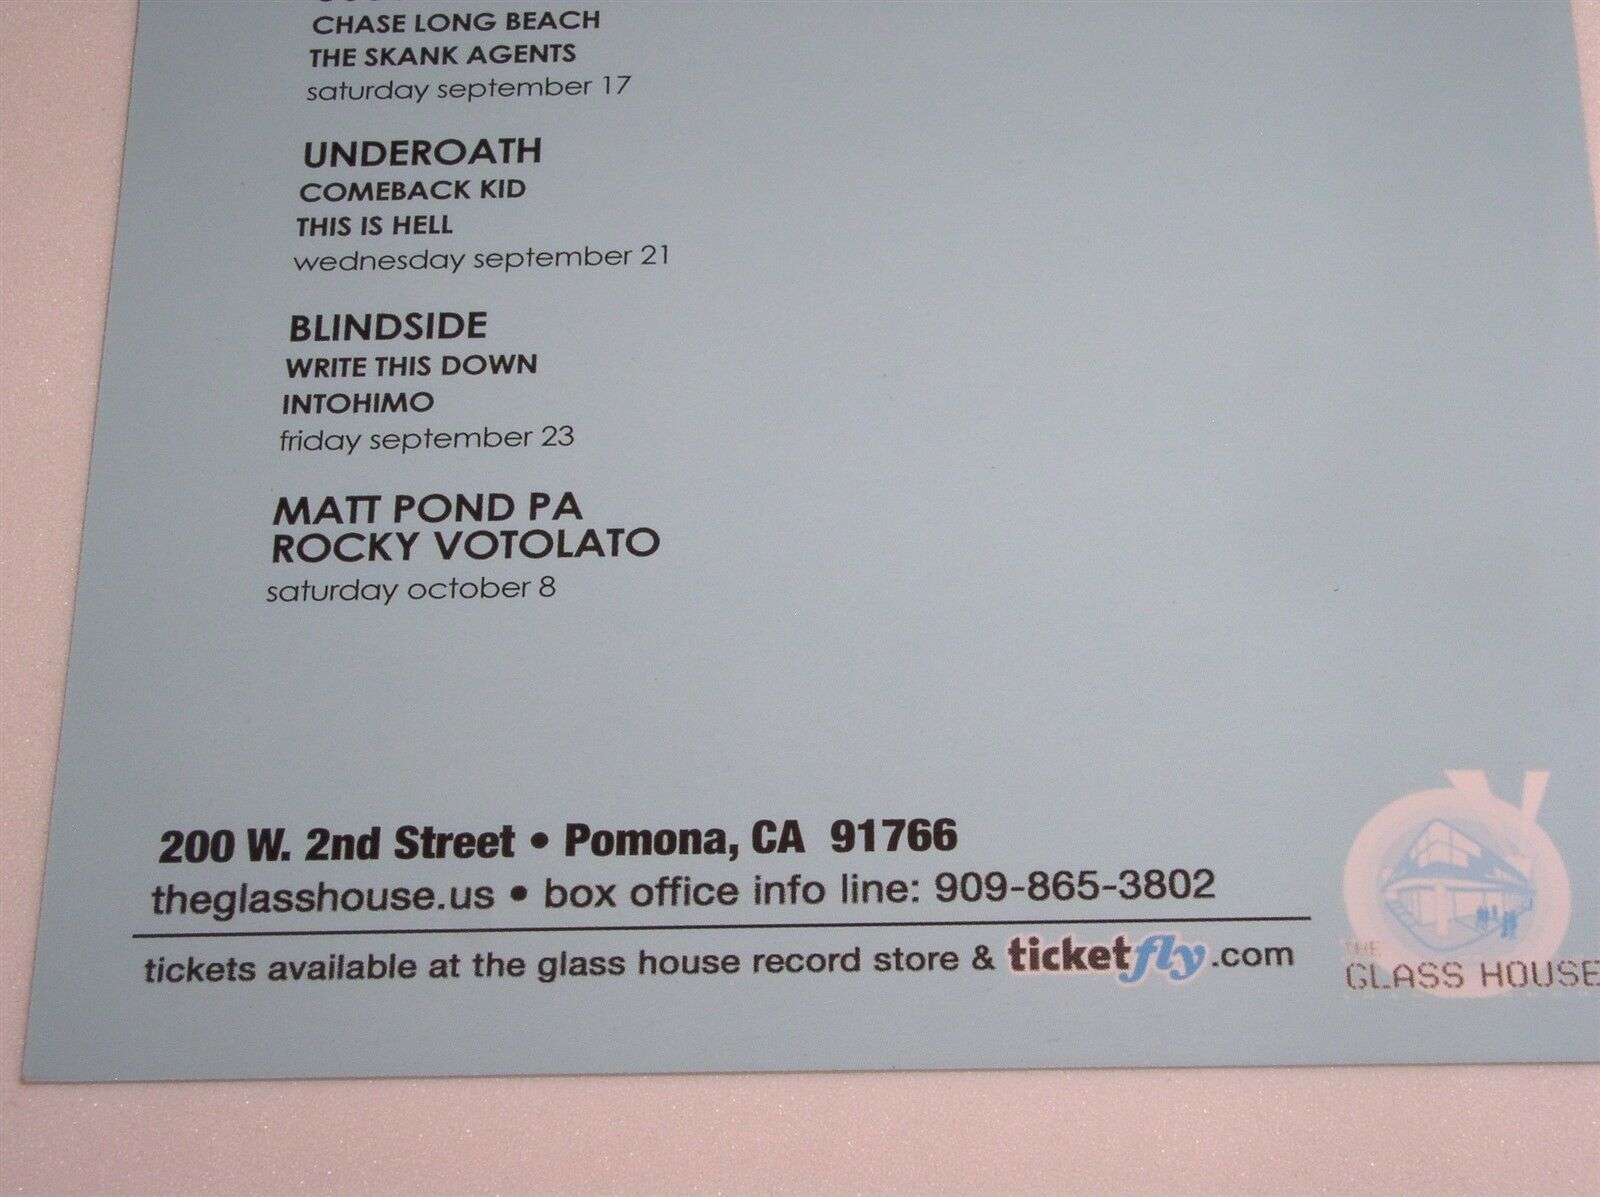 CHASE LONG BEACH
THE SKANK AGENTS
saturday september 17
UNDEROATH
COMEBACK KID
THIS IS HELL
wednesday september 21
BLINDSIDE
WRITE THIS DOWN
INTOHIMO
friday september 23
MATT POND PA
ROCKY VOTOLATO
saturday october 8
200 W. 2nd Street • Pomona, CA 91766
theglasshouse.us • box office info line: 909-865-3802
tickets available at the glass house record store & ticketfly.com
THE
GLASS HOUSE